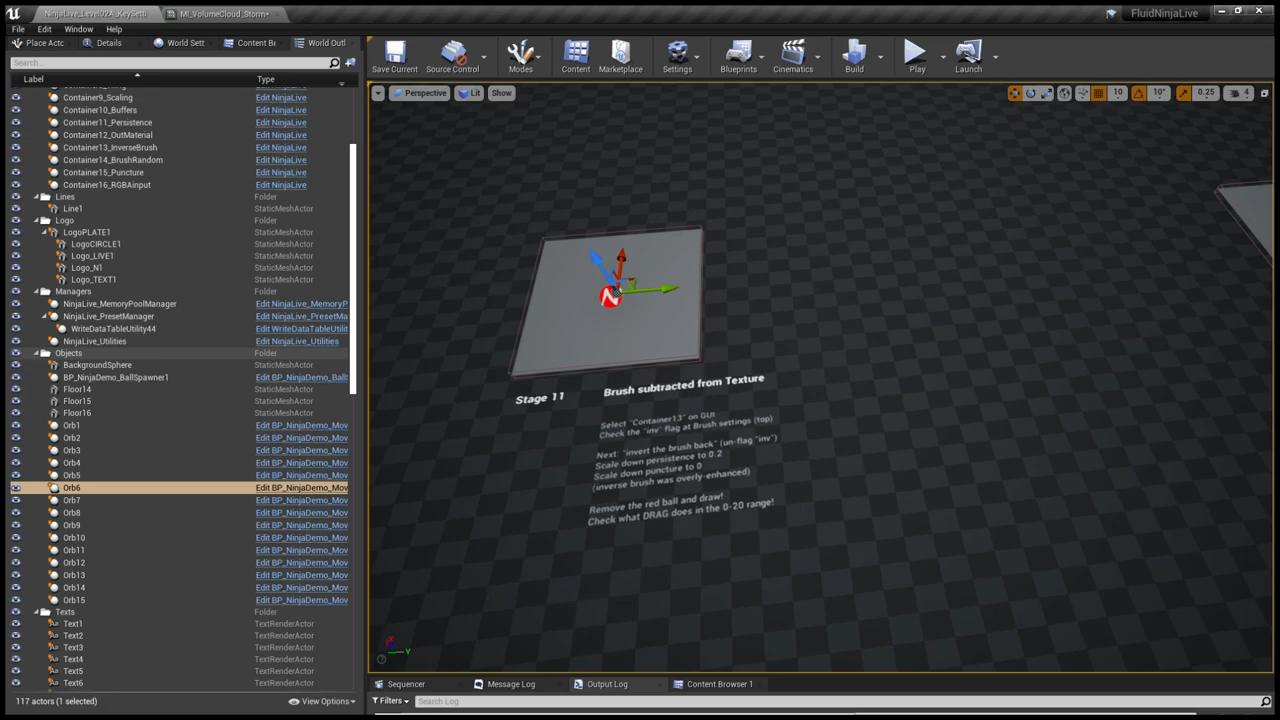 NinjaLive_Level02A_KeySetti
MI_VolumeCloud_Storm*
FluidNinjaLive
File Edit Window Help
Place Actc Details World Sett Content Br World Outl
Search...
Label Type
Container9_Scaling Edit NinjaLive
Container10_Buffers Edit NinjaLive
Container11_Persistence Edit NinjaLive
Container12_OutMaterial Edit NinjaLive
Container13_InverseBrush Edit NinjaLive
Container14_BrushRandom Edit NinjaLive
Container15_Puncture Edit NinjaLive
Container16_RGBAinput Edit NinjaLive
Lines Folder
Line1 StaticMeshActor
Logo Folder
LogoPLATE1 StaticMeshActor
LogoCIRCLE1 StaticMeshActor
Logo_LIVE1 StaticMeshActor
Logo_N1 StaticMeshActor
Logo_TEXT1 StaticMeshActor
Managers Folder
NinjaLive_MemoryPoolManager Edit NinjaLive_MemoryP
NinjaLive_PresetManager Edit NinjaLive_PresetMa
WriteDataTableUtility44 Edit WriteDataTableUtilit
NinjaLive_Utilities Edit NinjaLive_Utilities
Objects Folder
BackgroundSphere StaticMeshActor
BP_NinjaDemo_BallSpawner1 Edit BP_NinjaDemo_BallS
Floor14 StaticMeshActor
Floor15 StaticMeshActor
Floor16 StaticMeshActor
Orb1 Edit BP_NinjaDemo_Mov
Orb2 Edit BP_NinjaDemo_Mov
Orb3 Edit BP_NinjaDemo_Mov
Orb4 Edit BP_NinjaDemo_Mov
Orb5 Edit BP_NinjaDemo_Mov
Orb6 Edit BP_NinjaDemo_Mov
Orb7 Edit BP_NinjaDemo_Mov
Orb8 Edit BP_NinjaDemo_Mov
Orb9 Edit BP_NinjaDemo_Mov
Orb10 Edit BP_NinjaDemo_Mov
Orb11 Edit BP_NinjaDemo_Mov
Orb12 Edit BP_NinjaDemo_Mov
Orb13 Edit BP_NinjaDemo_Mov
Orb14 Edit BP_NinjaDemo_Mov
Orb15 Edit BP_NinjaDemo_Mov
Texts Folder
Text1 TextRenderActor
Text2 TextRenderActor
Text3 TextRenderActor
Text4 TextRenderActor
Text5 TextRenderActor
Text6 TextRenderActor
117 actors (1 selected) View Options
Save Current Source Control Modes Content Marketplace Settings Blueprints Cinematics Build Play Launch
Perspective Lit Show
10 10° 0.25 4
Stage 11 Brush subtracted from Texture
Select "Container13" on GUI
Check the "inv" flag at Brush settings (top)
Next: "invert the brush back" (un-flag "inv")
Scale down persistence to 0.2
Scale down puncture to 0
(inverse brush was overly-enhanced)
Remove the red ball and draw!
Check what DRAG does in the 0-20 range!
X Y
Sequencer Message Log Output Log Content Browser 1
Filters Search Log